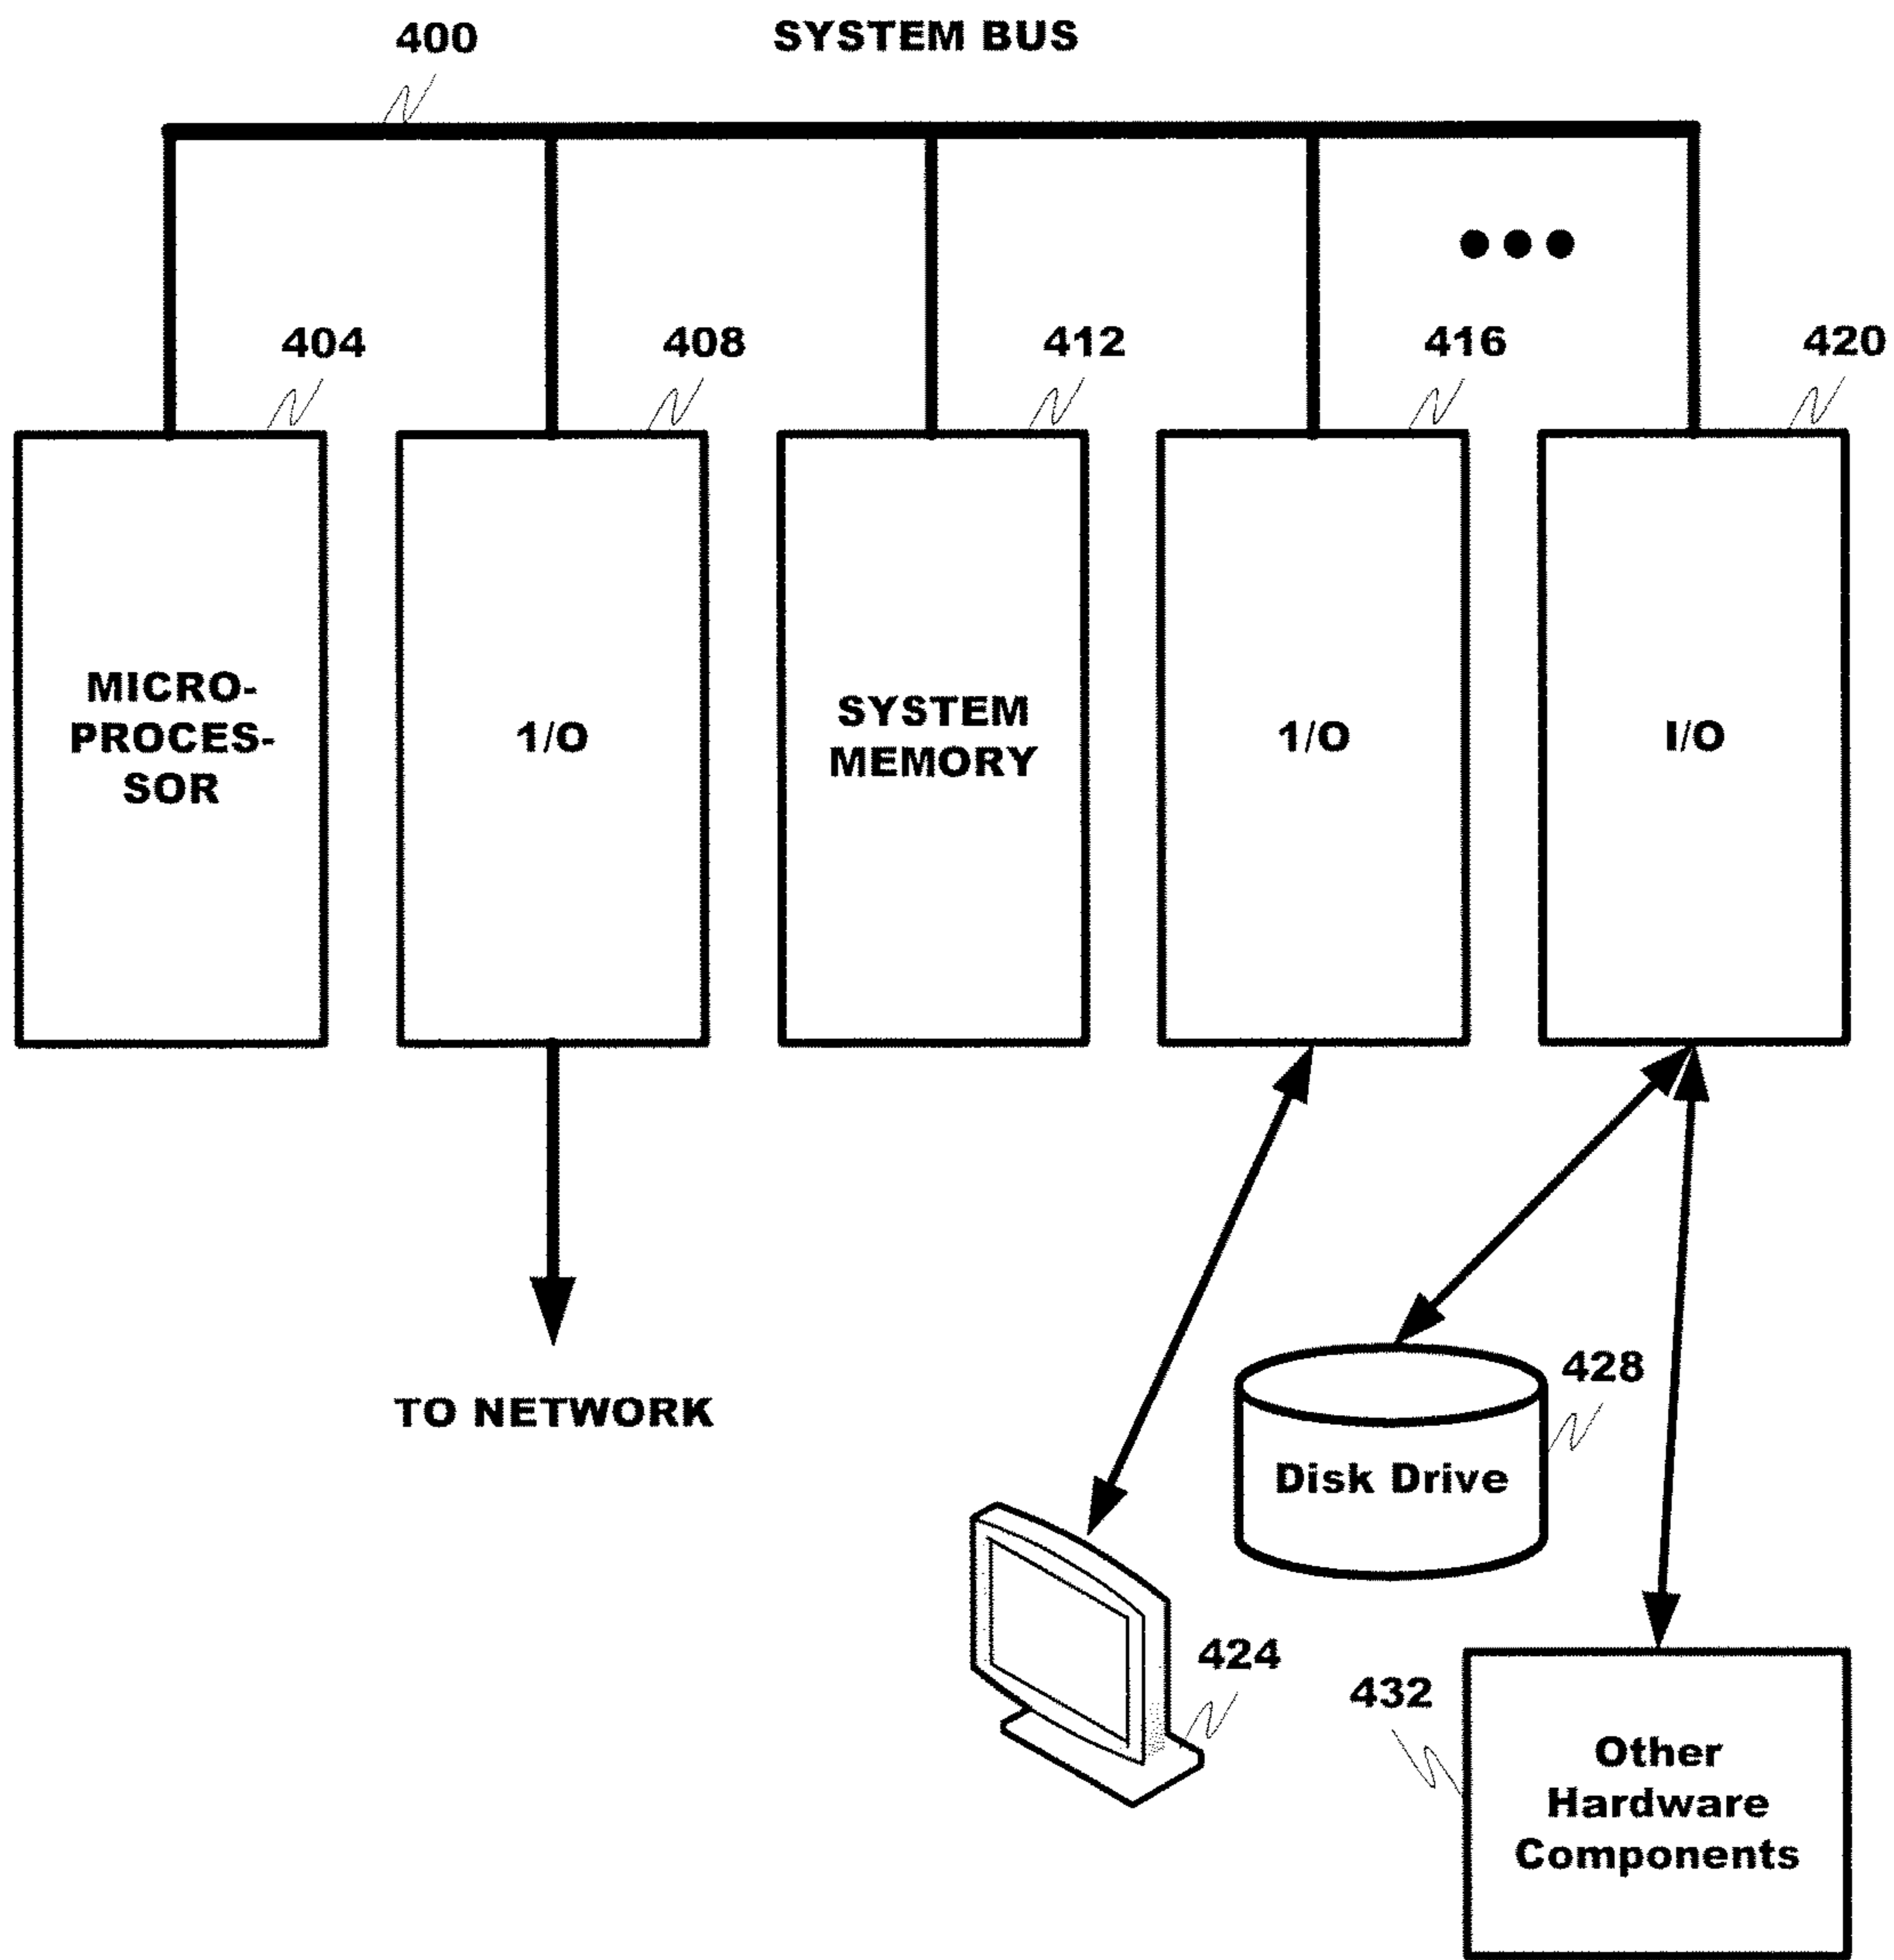 400
SYSTEM BUS
404
408
412
416
420
MICRO-
PROCES-
SOR
1/O
SYSTEM
MEMORY
1/O
I/O
TO NETWORK
428
Disk Drive
424
432
Other
Hardware
Components